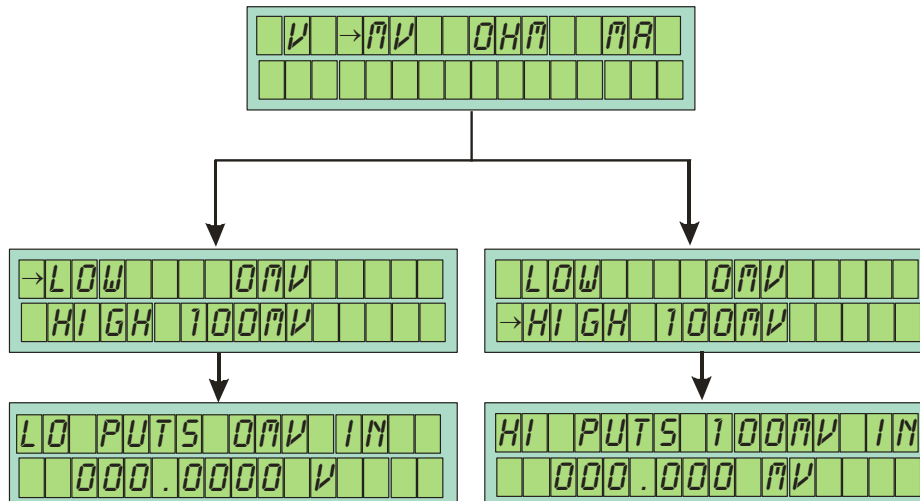 V →MV OHM MA
→LOW 0MV
HIGH 100MV
LOW 0MV
→HIGH 100MV
LO PUTS 0MV IN
000.0000 V
HI PUTS 100MV IN
000.000 MV